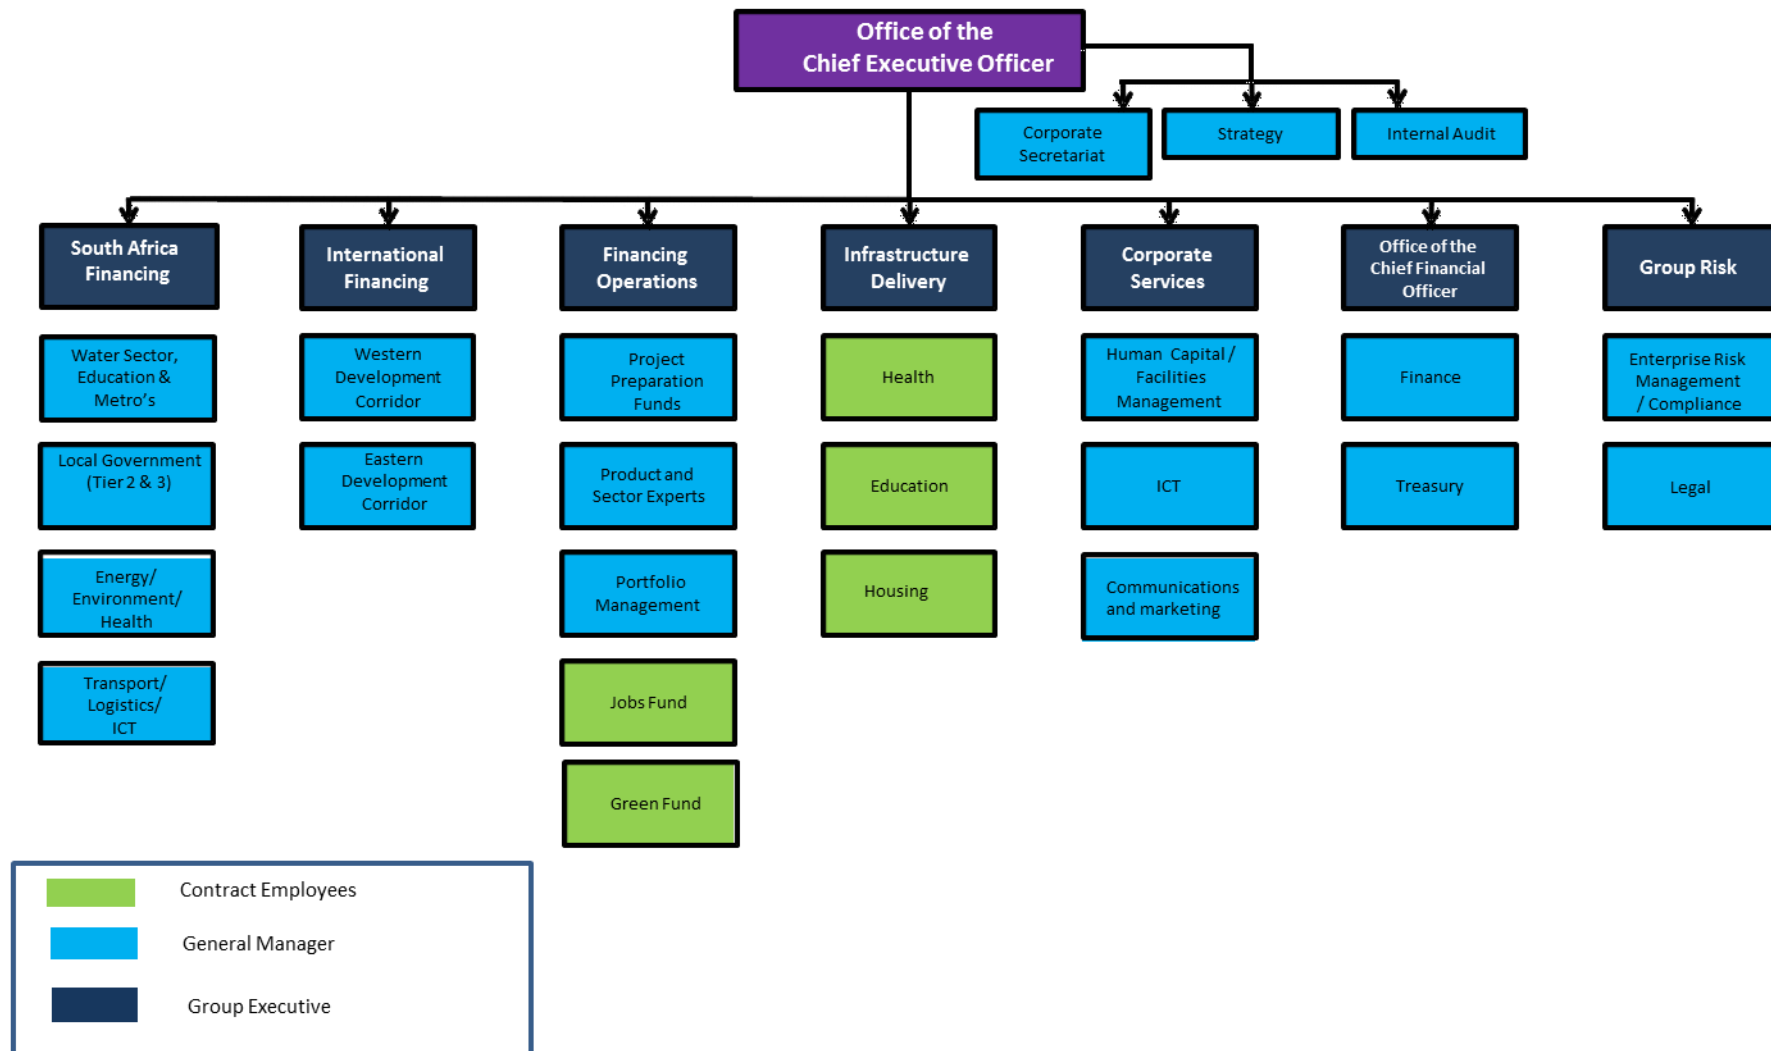 Office of the
Chief Executive Officer
Corporate
Secretariat
Strategy
Internal Audit
South Africa
Financing
International
Financing
Financing
Operations
Infrastructure
Delivery
Corporate
Services
Office of the
Chief Financial
Officer
Group Risk
Water Sector,
Education &
Metro's
Western
Development
Corridor
Project
Preparation
Funds
Health
Human Capital /
Facilities
Management
Finance
Enterprise Risk
Management
/ Compliance
Local Government
(Tier 2 & 3)
Eastern
Development
Corridor
Product and
Sector Experts
Education
ICT
Treasury
Legal
Energy/
Environment/
Health
Portfolio
Management
Housing
Communications
and marketing
Transport/
Logistics/
ICT
Jobs Fund
Green Fund
Contract Employees
General Manager
Group Executive